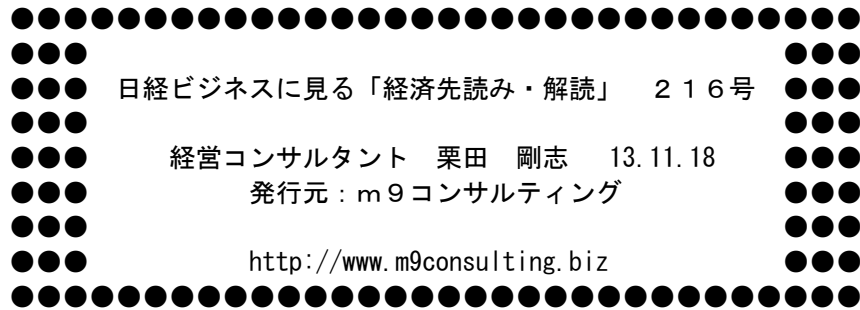 日経ビジネスに見る「経済先読み・解読」　２１６号
経営コンサルタント　栗田　剛志　13.11.18
発行元：ｍ９コンサルティング
http://www.m9consulting.biz